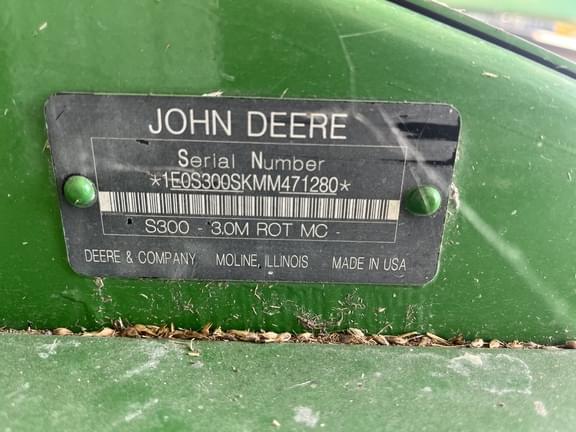 JOHN DEERE
Serial Number
*1E0S300SKMM471280*
S300 - 3.0M ROT MC -
DEERE & COMPANY MOLINE, ILLINOIS MADE IN USA